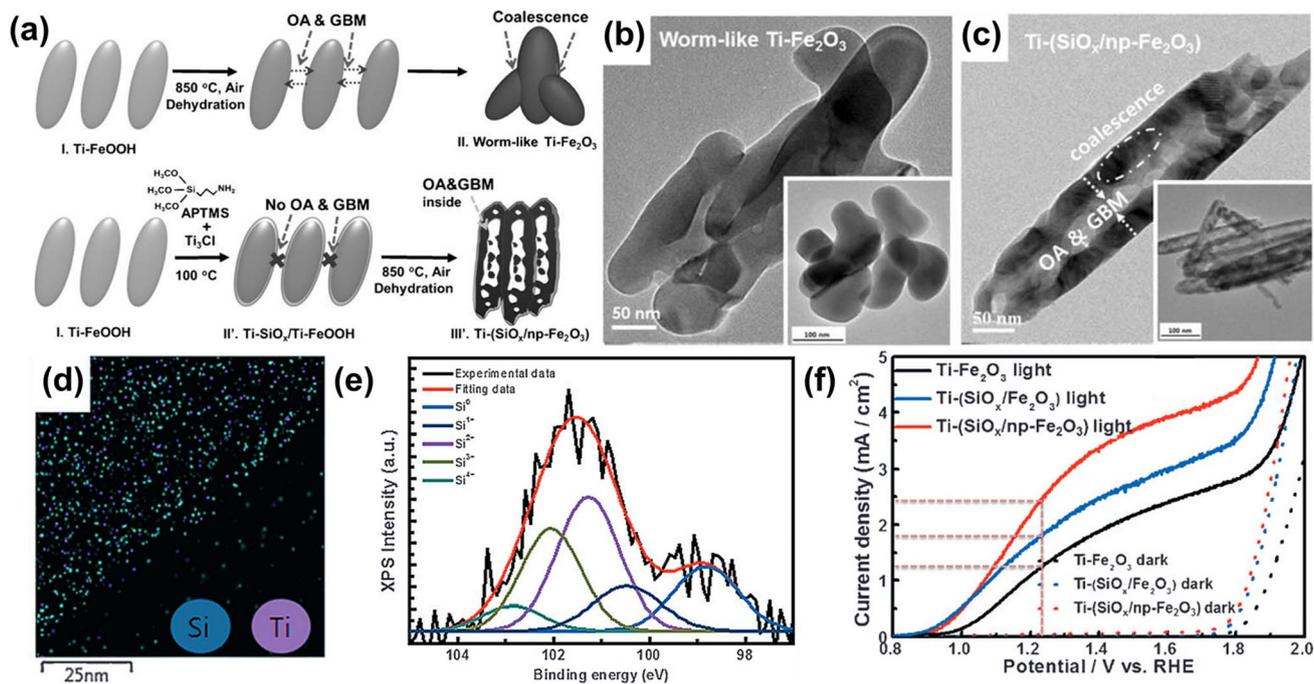 (a)
OA & GBM
850 °C, Air
Dehydration
Coalescence
I. Ti-FeOOH
II. Worm-like Ti-Fe₂O₃
H₃CO
H₃CO
H₃CO
Si
NH₂
APTMS
+
Ti₃Cl
100 °C
No OA & GBM
850 °C, Air
Dehydration
OA&GBM
inside
I. Ti-FeOOH
II'. Ti-SiOₓ/Ti-FeOOH
III'. Ti-(SiOₓ/np-Fe₂O₃)
(b)
Worm-like Ti-Fe₂O₃
50 nm
100 nm
(c)
Ti-(SiOₓ/np-Fe₂O₃)
coalescence
OA & GBM
50 nm
100 nm
(d)
Si
Ti
25nm
(e)
Experimental data
Fitting data
Si⁰
Si¹⁻
Si²⁻
Si³⁻
Si⁴⁻
XPS Intensity (a.u.)
104 102 100 98
Binding energy (eV)
(f)
Ti-Fe₂O₃ light
Ti-(SiOₓ/Fe₂O₃) light
Ti-(SiOₓ/np-Fe₂O₃) light
Ti-Fe₂O₃ dark
Ti-(SiOₓ/Fe₂O₃) dark
Ti-(SiOₓ/np-Fe₂O₃) dark
Current density (mA / cm²)
5
4
3
2
1
0
0.8 1.0 1.2 1.4 1.6 1.8 2.0
Potential / V vs. RHE